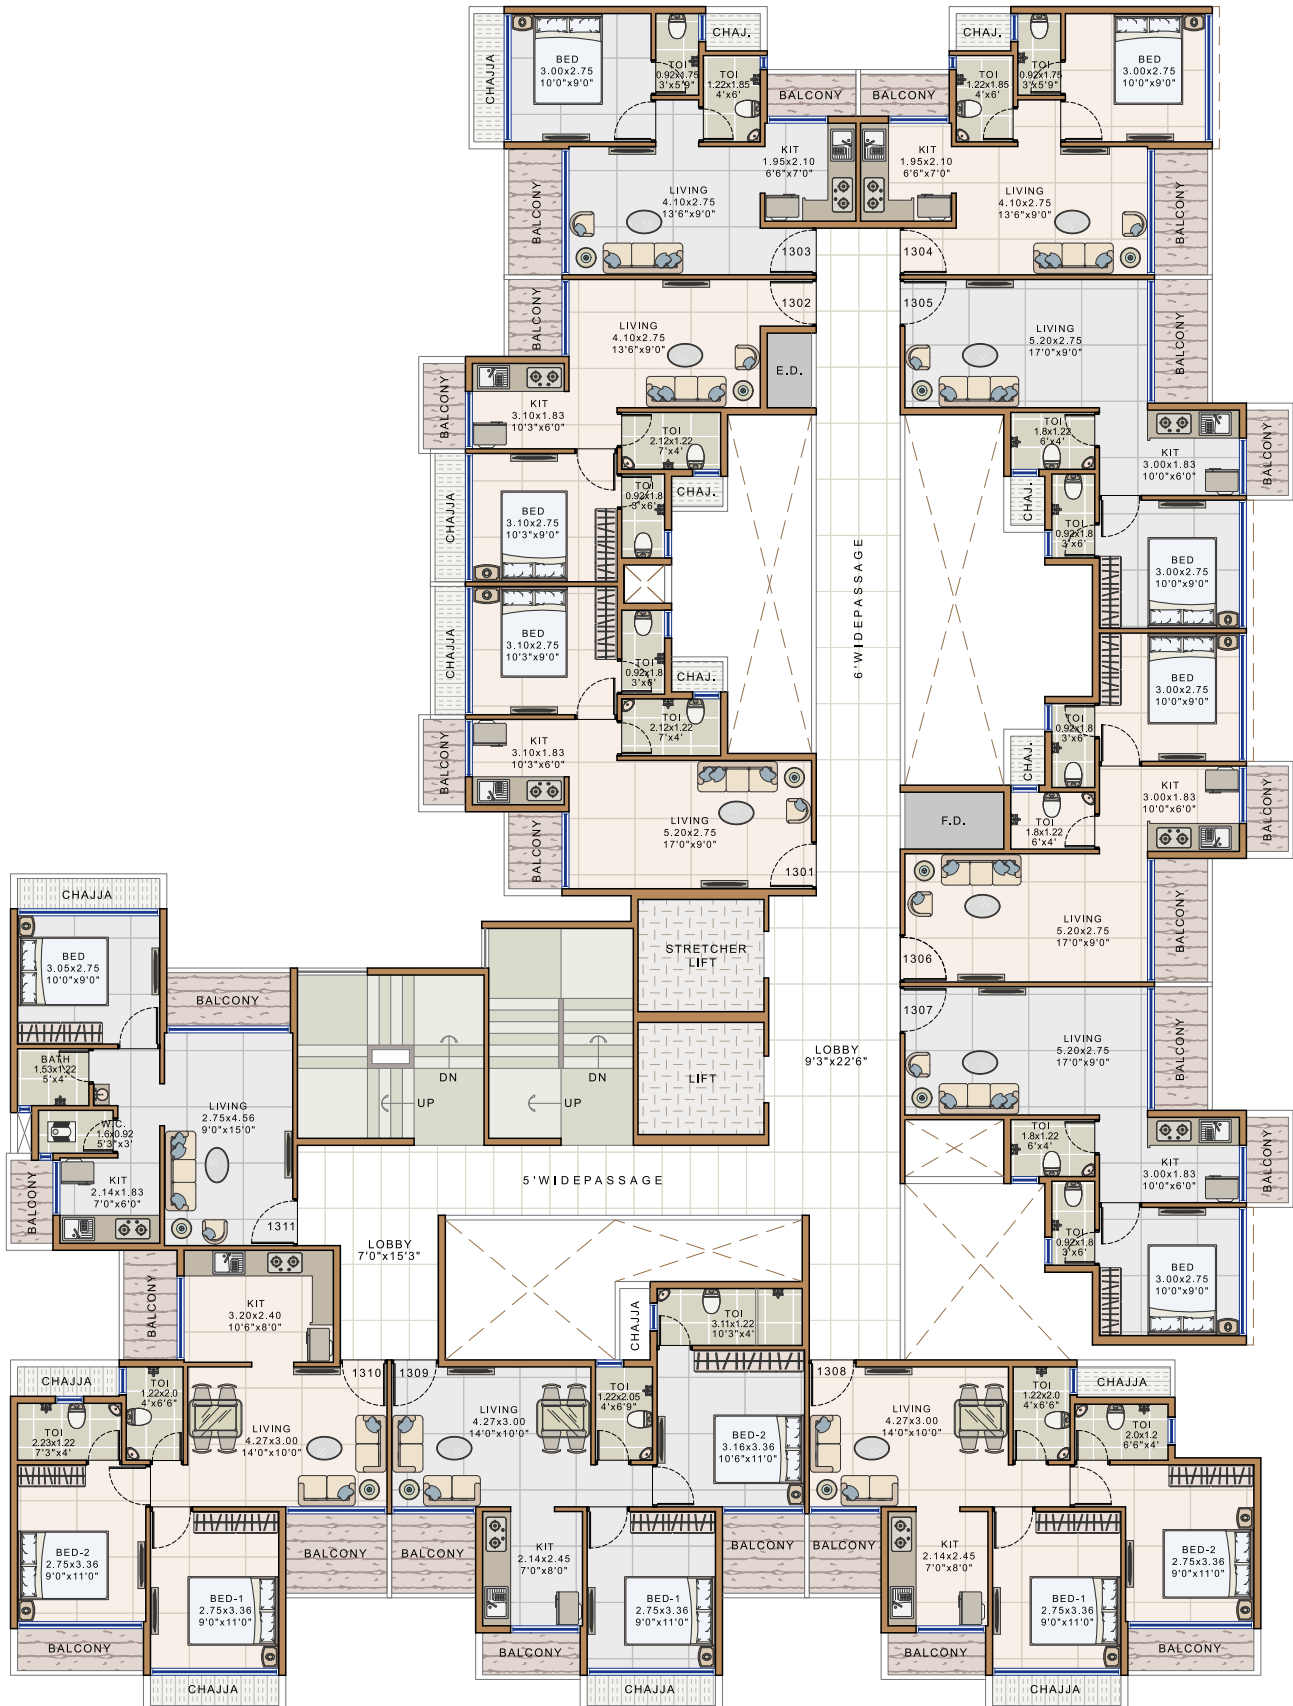 CHAJJA
BED
3.00x2.75
10'0"x9'0"
TOI
0.92x1.75
3'x5'9"
CHAJ.
TOI
1.22x1.85
4'x6'
BALCONY
BALCONY
CHAJ.
TOI
1.22x1.85
4'x6'
TOI
0.92x1.75
3'x5'9"
BED
3.00x2.75
10'0"x9'0"
BALCONY
LIVING
4.10x2.75
13'6"x9'0"
KIT
1.95x2.10
6'6"x7'0"
KIT
1.95x2.10
6'6"x7'0"
LIVING
4.10x2.75
13'6"x9'0"
BALCONY
1303
1304
BALCONY
LIVING
4.10x2.75
13'6"x9'0"
1302
1305
LIVING
5.20x2.75
17'0"x9'0"
BALCONY
E.D.
BALCONY
KIT
3.10x1.83
10'3"x6'0"
TOI
2.12x1.22
7'x4'
TOI
1.8x1.22
6'x4'
KIT
3.00x1.83
10'0"x6'0"
BALCONY
CHAJJA
BED
3.10x2.75
10'3"x9'0"
TOI
0.92x1.8
3'x6'
CHAJ.
CHAJ.
TOI
0.92x1.8
3'x6'
BED
3.00x2.75
10'0"x9'0"
6'WIDEPASSAGE
CHAJJA
BED
3.10x2.75
10'3"x9'0"
TOI
0.92x1.8
3'x6'
CHAJ.
BED
3.00x2.75
10'0"x9'0"
TOI
0.92x1.8
3'x6'
CHAJ.
BALCONY
KIT
3.10x1.83
10'3"x6'0"
TOI
2.12x1.22
7'x4'
KIT
3.00x1.83
10'0"x6'0"
BALCONY
BALCONY
LIVING
5.20x2.75
17'0"x9'0"
1301
F.D.
TOI
1.8x1.22
6'x4'
LIVING
5.20x2.75
17'0"x9'0"
BALCONY
1306
CHAJJA
BED
3.05x2.75
10'0"x9'0"
BALCONY
STRETCHER
LIFT
1307
LIVING
5.20x2.75
17'0"x9'0"
BALCONY
LOBBY
9'3"x22'6"
BATH
1.53x1.22
5'x4'
DN
DN
LIFT
UP
UP
LIVING
2.75x4.56
9'0"x15'0"
W.C.
1.6x0.92
5'3"x3'
TOI
1.8x1.22
6'x4'
KIT
3.00x1.83
10'0"x6'0"
BALCONY
BALCONY
KIT
2.14x1.83
7'0"x6'0"
5'WIDEPASSAGE
1311
LOBBY
7'0"x15'3"
TOI
0.92x1.8
3'x6'
BED
3.00x2.75
10'0"x9'0"
BALCONY
KIT
3.20x2.40
10'6"x8'0"
CHAJJA
TOI
3.11x1.22
10'3"x4'
1310
1309
1308
CHAJJA
TOI
1.22x2.0
4'x6'6"
TOI
2.23x1.22
7'3"x4'
LIVING
4.27x3.00
14'0"x10'0"
LIVING
4.27x3.00
14'0"x10'0"
TOI
1.22x2.05
4'x6'9"
BED-2
3.16x3.36
10'6"x11'0"
LIVING
4.27x3.00
14'0"x10'0"
TOI
1.22x2.0
4'x6'6"
CHAJJA
TOI
2.0x1.2
6'6"x4'
BED-2
2.75x3.36
9'0"x11'0"
BED-1
2.75x3.36
9'0"x11'0"
BALCONY
BALCONY
KIT
2.14x2.45
7'0"x8'0"
BED-1
2.75x3.36
9'0"x11'0"
BALCONY
BALCONY
KIT
2.14x2.45
7'0"x8'0"
BED-1
2.75x3.36
9'0"x11'0"
BED-2
2.75x3.36
9'0"x11'0"
BALCONY
CHAJJA
BALCONY
CHAJJA
BALCONY
CHAJJA
BALCONY